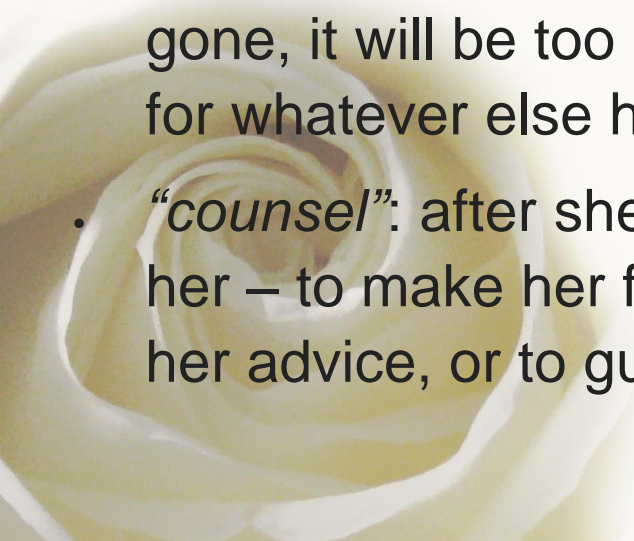 gone, it will be too
for whatever else
• “counsel”: after she
her – to make her
her advice, or to